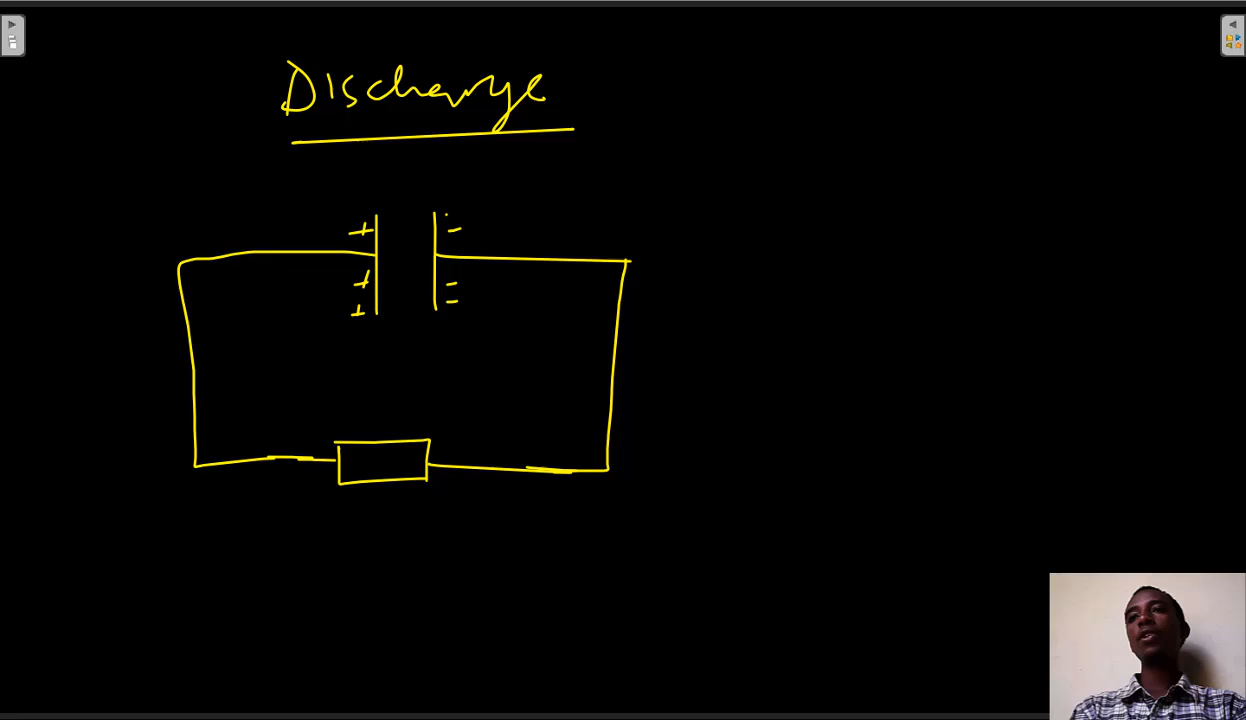 Discharge
+ -
+ =
+